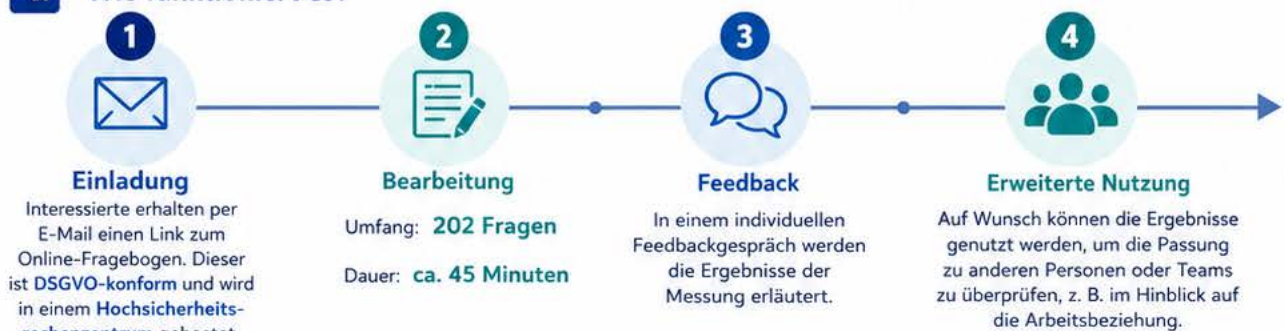 1
2
3
4
Einladung
Interessierte erhalten per
E-Mail einen Link zum
Online-Fragebogen. Dieser
ist DSGVO-konform und wird
in einem Hochsicherheits-
Bearbeitung
Umfang: 202 Fragen
Dauer: ca. 45 Minuten
Feedback
In einem individuellen
Feedbackgespräch werden
die Ergebnisse der
Messung erläutert.
Erweiterte Nutzung
Auf Wunsch können die Ergebnisse
genutzt werden, um die Passung
zu anderen Personen oder Teams
zu überprüfen, z. B. im Hinblick auf
die Arbeitsbeziehung.